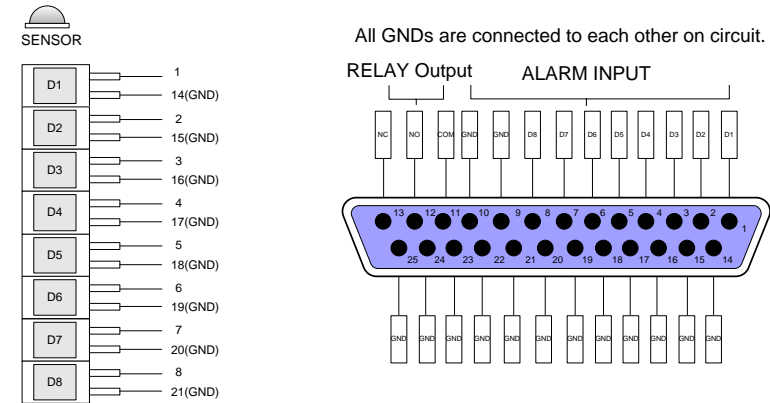 SENSOR
D1
1
14(GND)
D2
2
15(GND)
D3
3
16(GND)
D4
4
17(GND)
D5
5
18(GND)
D6
6
19(GND)
D7
7
20(GND)
D8
8
21(GND)
All GNDs are connected to each other on circuit.
RELAY Output ALARM INPUT
NC NO COM GND GND D8 D7 D6 D5 D4 D3 D2 D1
13 12 11 10 9 8 7 6 5 4 3 2 1
25 24 23 22 21 20 19 18 17 16 15 14
GND GND GND GND GND GND GND GND GND GND GND GND